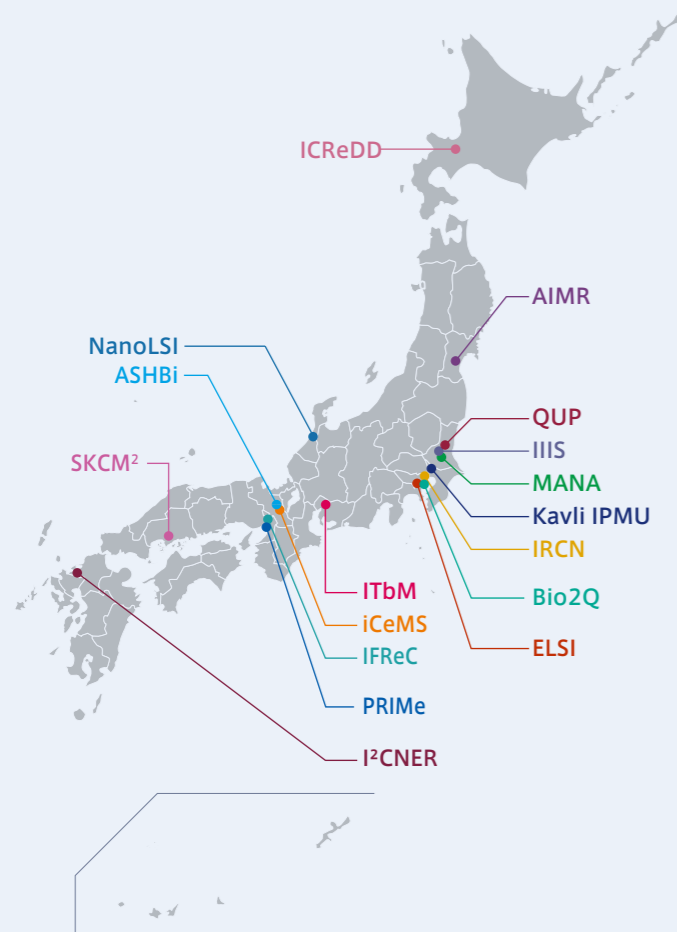 ICReDD
AIMR
NanoLSI
ASHBi
QUP
IIIS
SKCM²
MANA
Kavli IPMU
IRCN
ITbM
Bio2Q
iCeMS
ELSI
IFReC
PRIMe
I²CNER